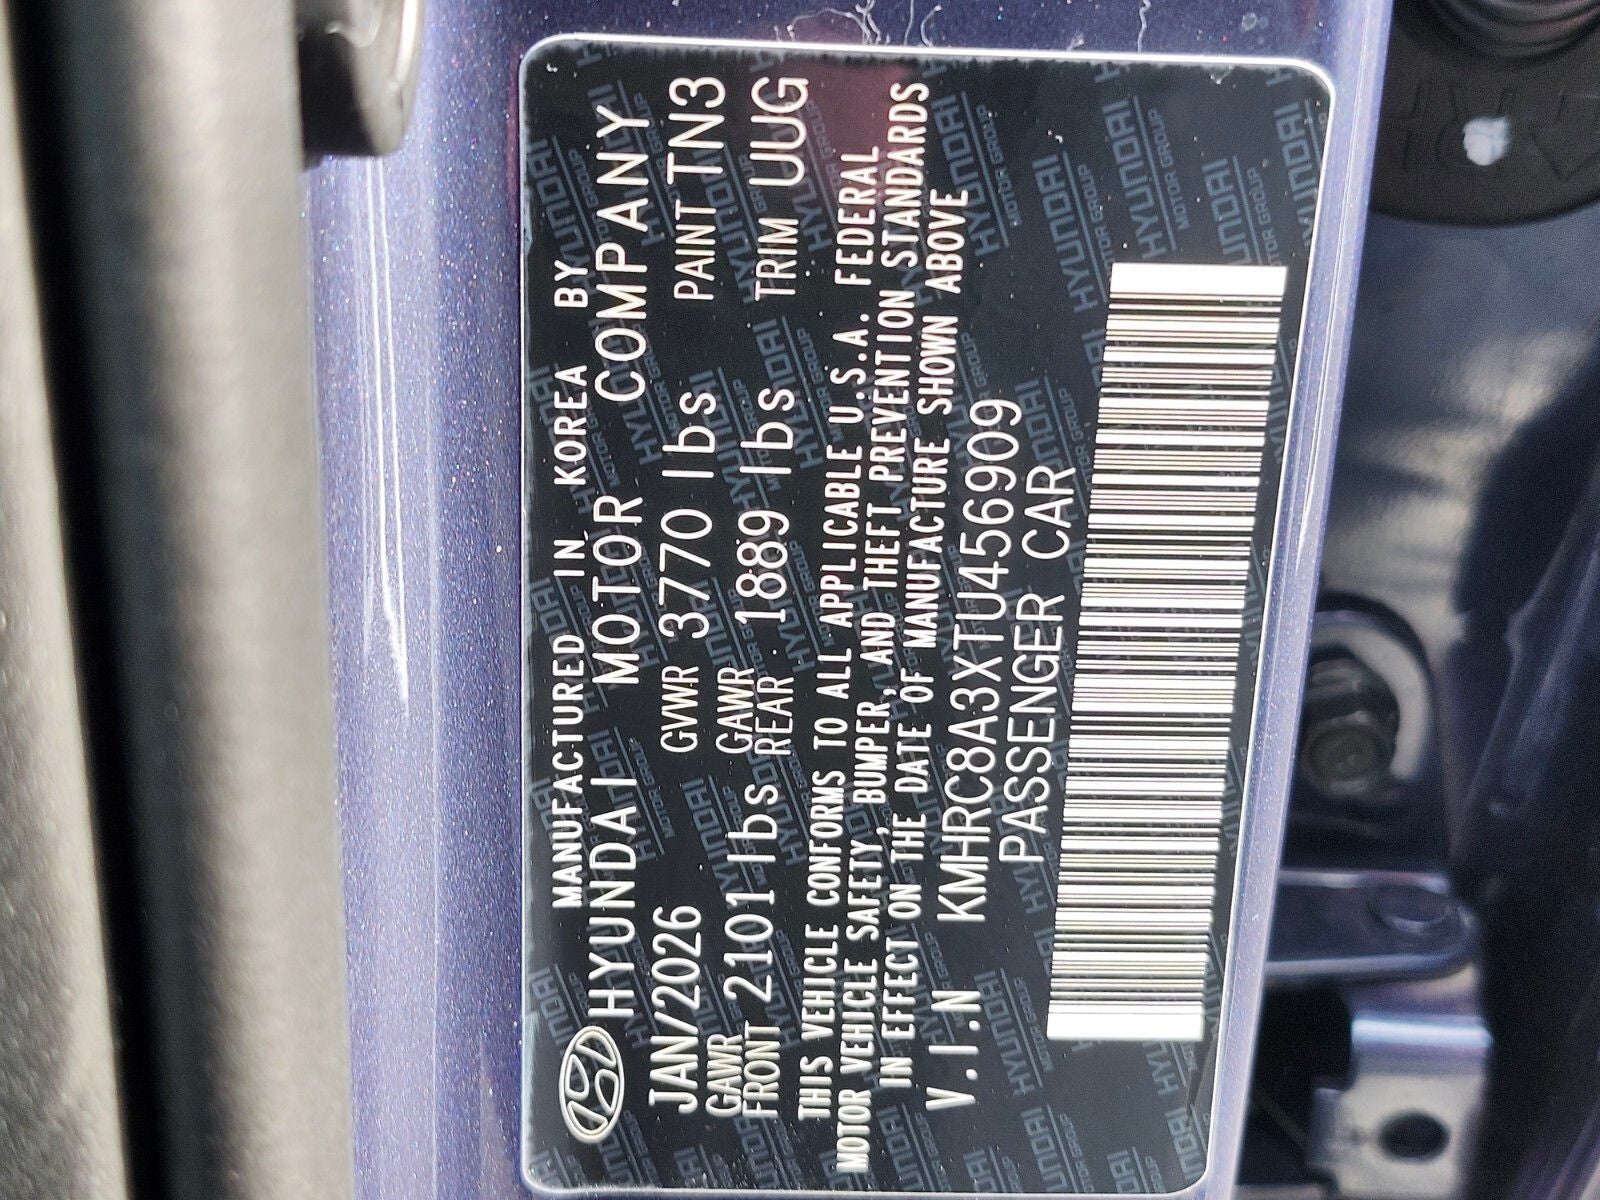 MANUFACTURED IN KOREA BY
HYUNDAI MOTOR COMPANY
JAN/2026 GVWR 3770 lbs PAINT TN3
GAWR FRONT 2101 lbs GAWR REAR 1889 lbs TRIM UUG
THIS VEHICLE CONFORMS TO ALL APPLICABLE U.S.A. FEDERAL
MOTOR VEHICLE SAFETY, BUMPER, AND THEFT PREVENTION STANDARDS
IN EFFECT ON THE DATE OF MANUFACTURE SHOWN ABOVE
V.I.N KMHRC8A3XTU456909
PASSENGER CAR